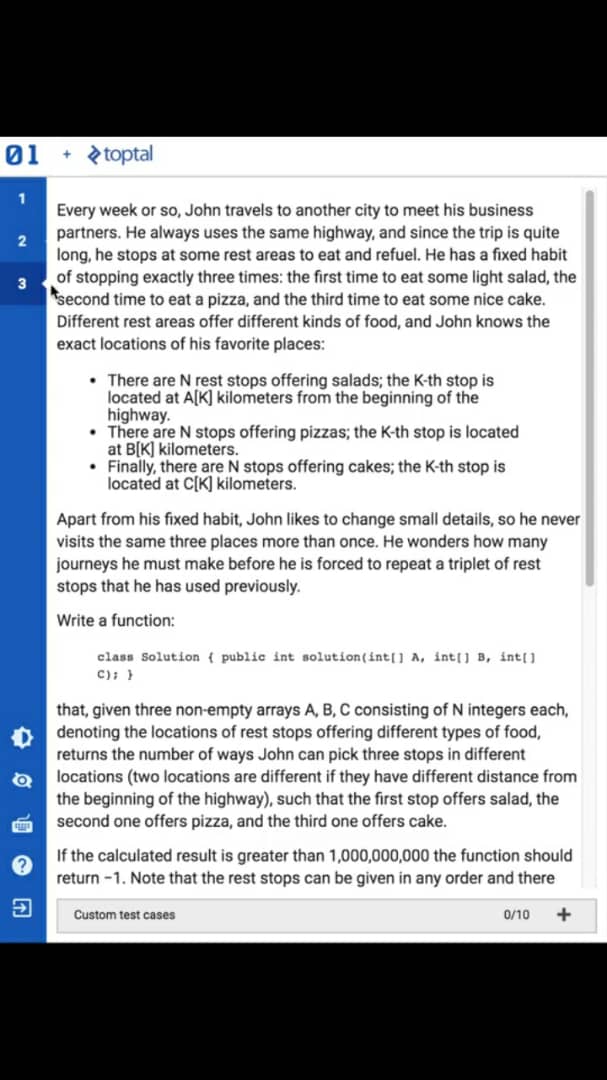 01 + toptal
1
2
3
Every week or so, John travels to another city to meet his business
partners. He always uses the same highway, and since the trip is quite
long, he stops at some rest areas to eat and refuel. He has a fixed habit
of stopping exactly three times: the first time to eat some light salad, the
second time to eat a pizza, and the third time to eat some nice cake.
Different rest areas offer different kinds of food, and John knows the
exact locations of his favorite places:
• There are N rest stops offering salads; the K-th stop is
located at A[K] kilometers from the beginning of the
highway.
• There are N stops offering pizzas; the K-th stop is located
at B[K] kilometers.
• Finally, there are N stops offering cakes; the K-th stop is
located at C[K] kilometers.
Apart from his fixed habit, John likes to change small details, so he never
visits the same three places more than once. He wonders how many
journeys he must make before he is forced to repeat a triplet of rest
stops that he has used previously.
Write a function:
class Solution { public int solution(int[] A, int[] B, int[]
C); }
that, given three non-empty arrays A, B, C consisting of N integers each,
denoting the locations of rest stops offering different types of food,
returns the number of ways John can pick three stops in different
locations (two locations are different if they have different distance from
the beginning of the highway), such that the first stop offers salad, the
second one offers pizza, and the third one offers cake.
If the calculated result is greater than 1,000,000,000 the function should
return -1. Note that the rest stops can be given in any order and there
?
Custom test cases 0/10 +